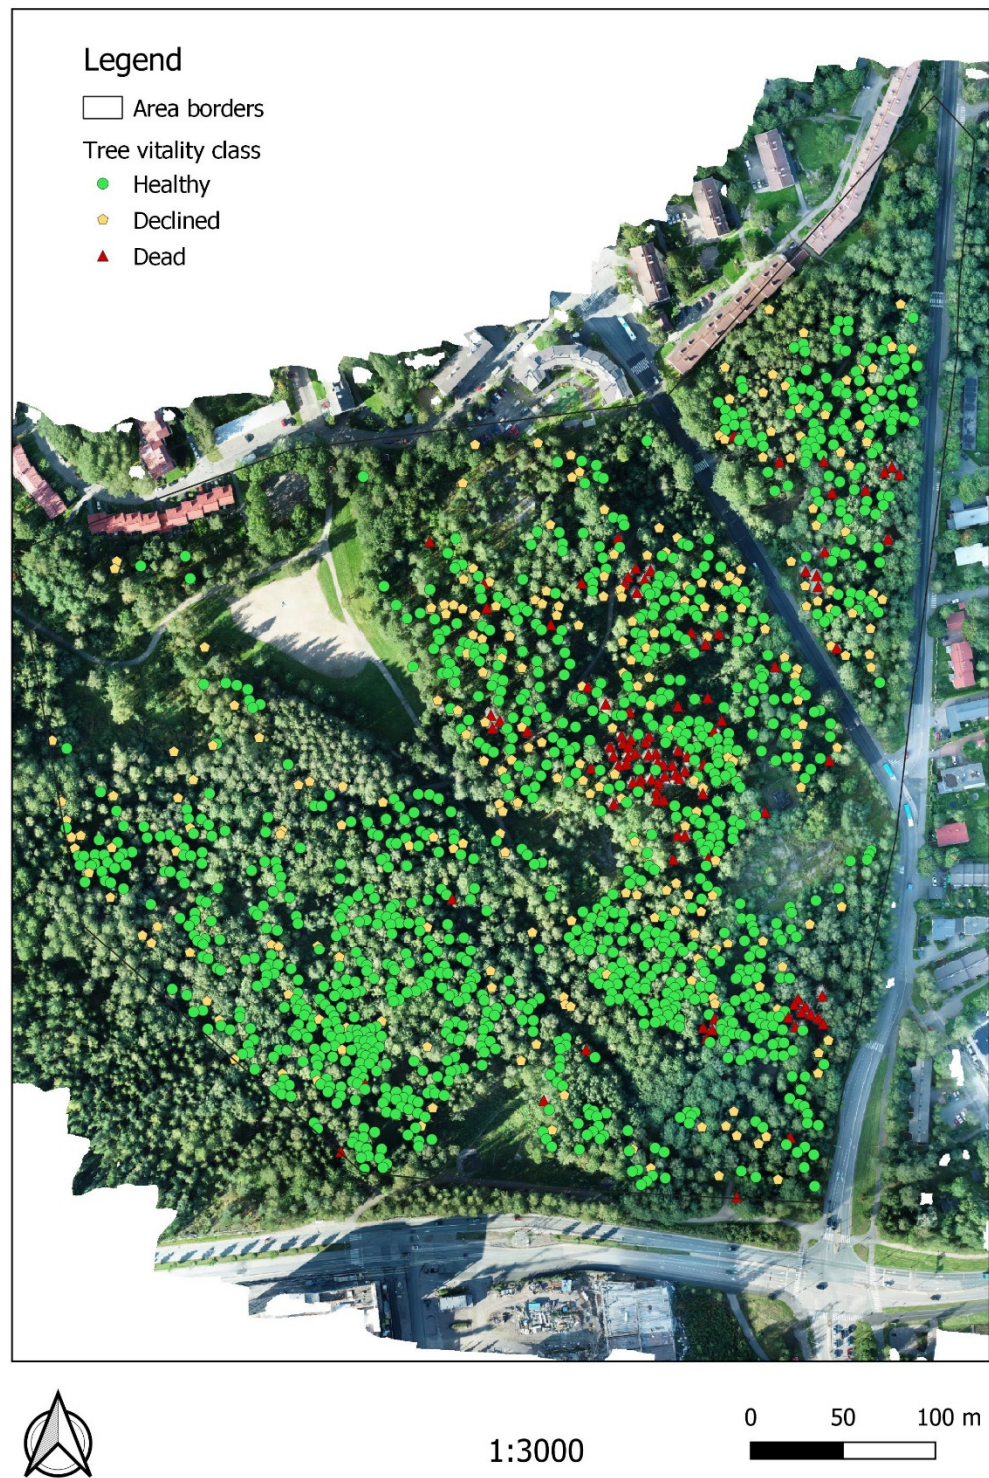 Legend
Area borders
Tree vitality class
Healthy
Declined
Dead
1:3000
0 50 100 m